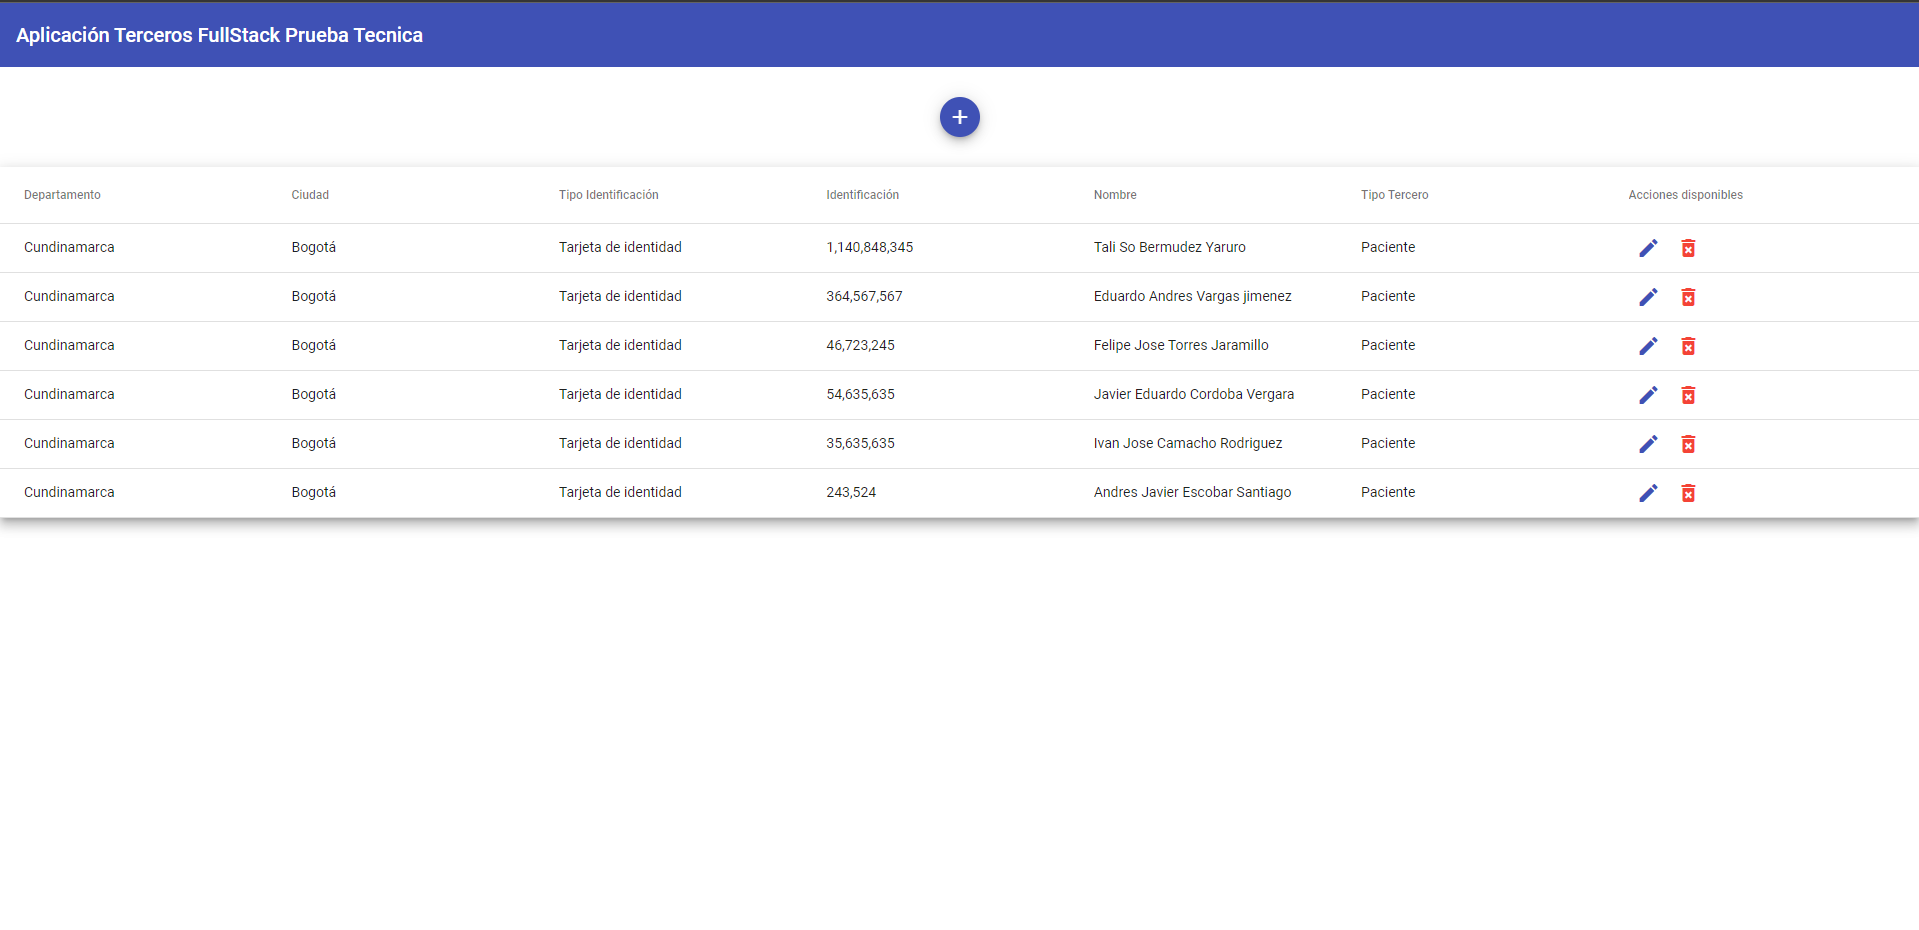 Aplicación Terceros FullStack Prueba Tecnica
+
Departamento Ciudad Tipo Identificación Identificación Nombre Tipo Tercero Acciones disponibles
Cundinamarca Bogotá Tarjeta de identidad 1,140,848,345 Tali So Bermudez Yaruro Paciente
Cundinamarca Bogotá Tarjeta de identidad 364,567,567 Eduardo Andres Vargas jimenez Paciente
Cundinamarca Bogotá Tarjeta de identidad 46,723,245 Felipe Jose Torres Jaramillo Paciente
Cundinamarca Bogotá Tarjeta de identidad 54,635,635 Javier Eduardo Cordoba Vergara Paciente
Cundinamarca Bogotá Tarjeta de identidad 35,635,635 Ivan Jose Camacho Rodriguez Paciente
Cundinamarca Bogotá Tarjeta de identidad 243,524 Andres Javier Escobar Santiago Paciente